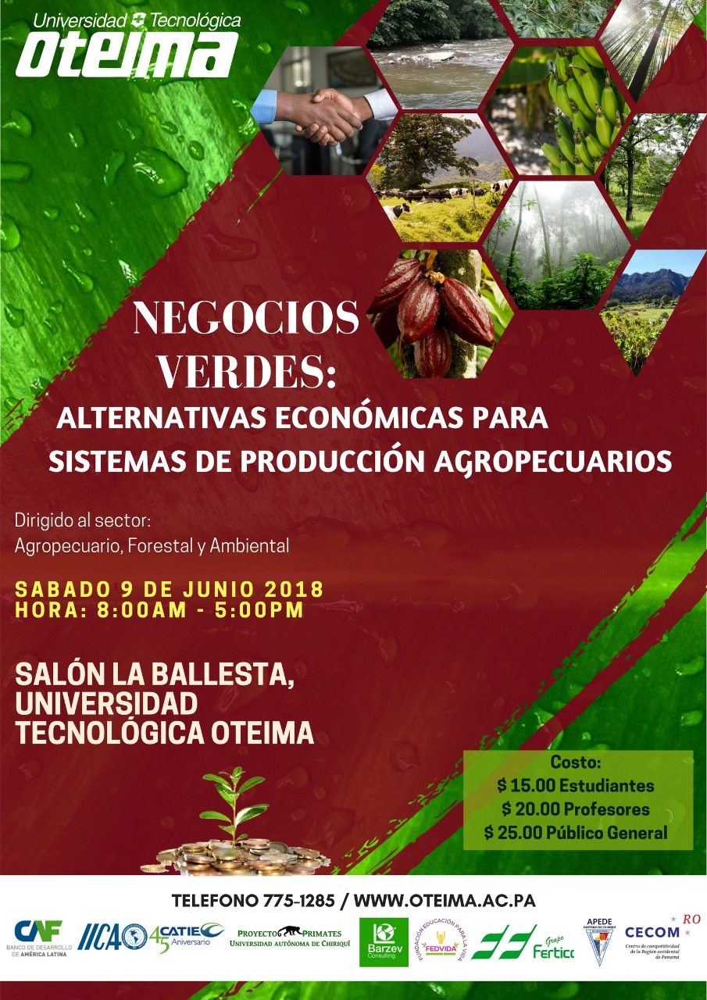 Universidad Tecnológica
oteima
NEGOCIOS
VERDES:
ALTERNATIVAS ECONÓMICAS PARA
SISTEMAS DE PRODUCCIÓN AGROPECUARIOS
Dirigido al sector:
Agropecuario, Forestal y Ambiental
SABADO 9 DE JUNIO 2018
HORA: 8:00AM - 5:00PM
SALÓN LA BALLESTA,
UNIVERSIDAD
TECNOLÓGICA OTEIMA
Costo:
$ 15.00 Estudiantes
$ 20.00 Profesores
$ 25.00 Público General
TELEFONO 775-1285 / WWW.OTEIMA.AC.PA
CAF
BANCO DE DESARROLLO
DE AMÉRICA LATINA
IICA
45 CATIE
Aniversario
PROYECTO PRIMATES
UNIVERSIDAD AUTÓNOMA DE CHIRIQUÍ
Barzev
Consulting
FUNDACIÓN EDUCACIÓN PARA LA VIDA
FEDVIDA
Grupo
Fertica
APEDE
CAPÍTULO DE CHIRIQUÍ
CECOM RO
Centro de competitividad
de la Región occidental
de Panamá